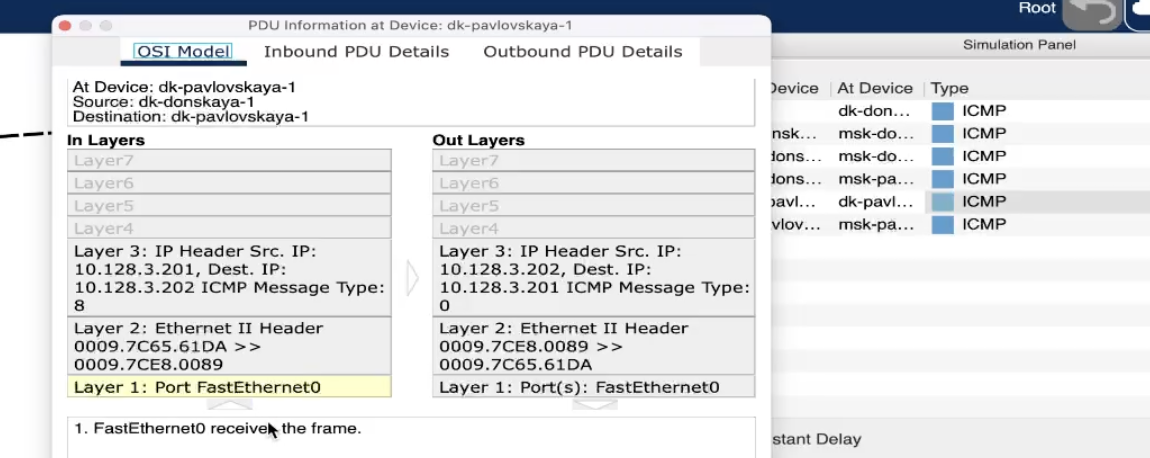 Root
PDU Information at Device: dk-pavlovskaya-1
Simulation Panel
OSI Model Inbound PDU Details Outbound PDU Details
At Device: dk-pavlovskaya-1
Source: dk-donskaya-1
Destination: dk-pavlovskaya-1
In Layers
Layer7
Layer6
Layer5
Layer4
Layer 3: IP Header Src. IP:
10.128.3.201, Dest. IP:
10.128.3.202 ICMP Message Type:
8
Layer 2: Ethernet II Header
0009.7C65.61DA >>
0009.7CE8.0089
Layer 1: Port FastEthernet0
Out Layers
Layer7
Layer6
Layer5
Layer4
Layer 3: IP Header Src. IP:
10.128.3.202, Dest. IP:
10.128.3.201 ICMP Message Type:
0
Layer 2: Ethernet II Header
0009.7CE8.0089 >>
0009.7C65.61DA
Layer 1: Port(s): FastEthernet0
1. FastEthernet0 receives the frame.
Device At Device Type
dk-don... ICMP
nsk... msk-do... ICMP
dons... msk-do... ICMP
dons... msk-pa... ICMP
pavl... dk-pavl... ICMP
vlov... msk-pa... ICMP
stant Delay